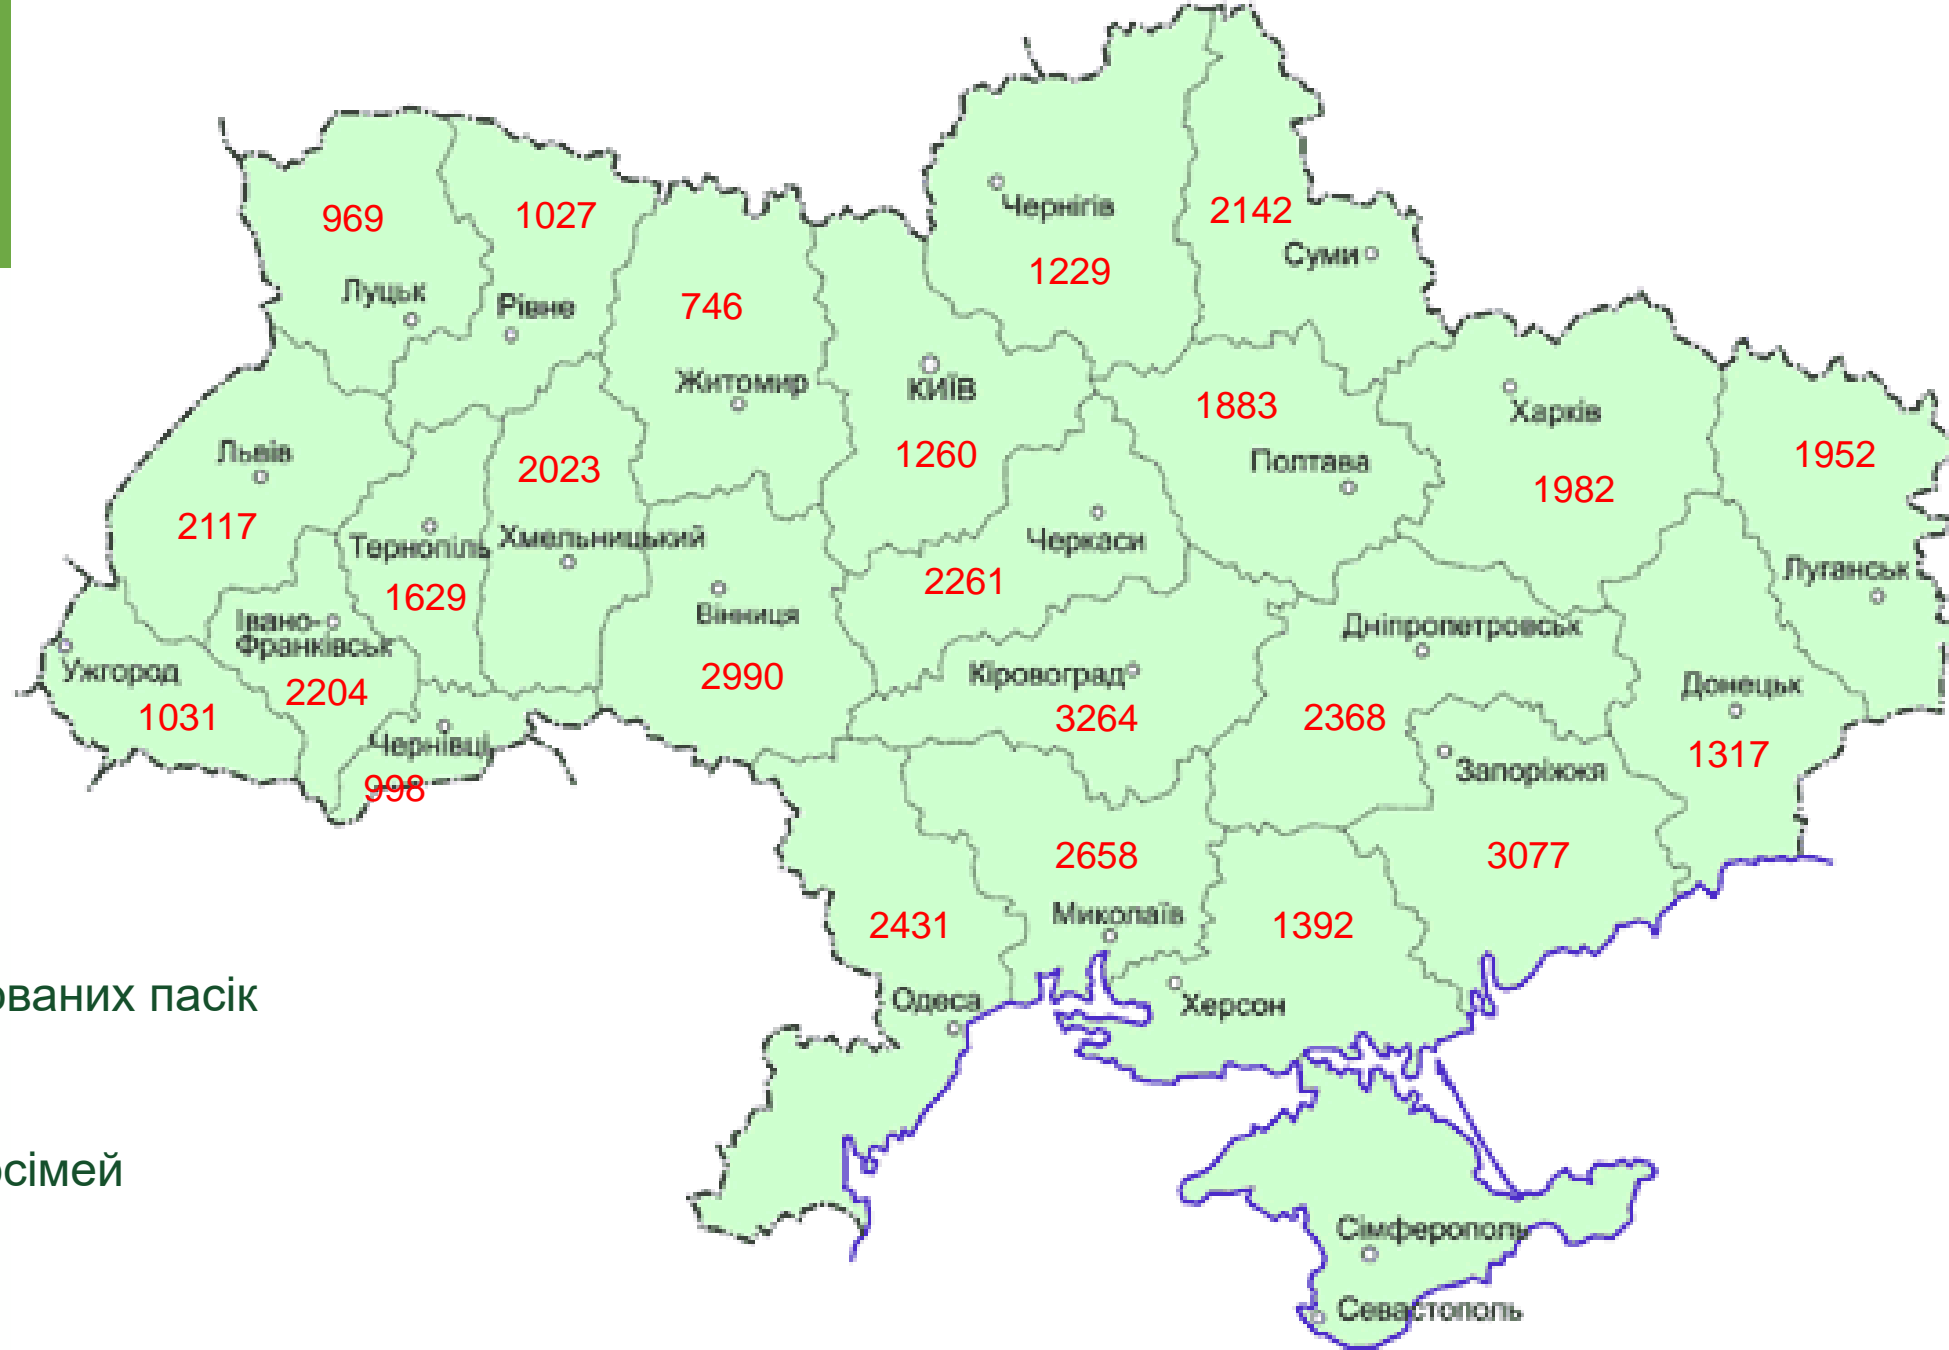 Чернігів
2142
969
1027
Суми
1229
Луцьк
Рівне
746
Житомир
КИЇВ
1883
Харків
Львів
2023
1260
Полтава
1952
1982
2117
Тернопіль
Хмельницький
Черкаси
1629
2261
Луганськ
Івано-
Франківськ
Вінниця
Дніпропетровськ
Ужгород
2204
2990
Кіровоград
Донецьк
1031
3264
2368
1317
Чернівці
998
Запоріжжя
2658
3077
2431
Миколаїв
1392
Одеса
Херсон
пасік
Сімферополь
Севастополь